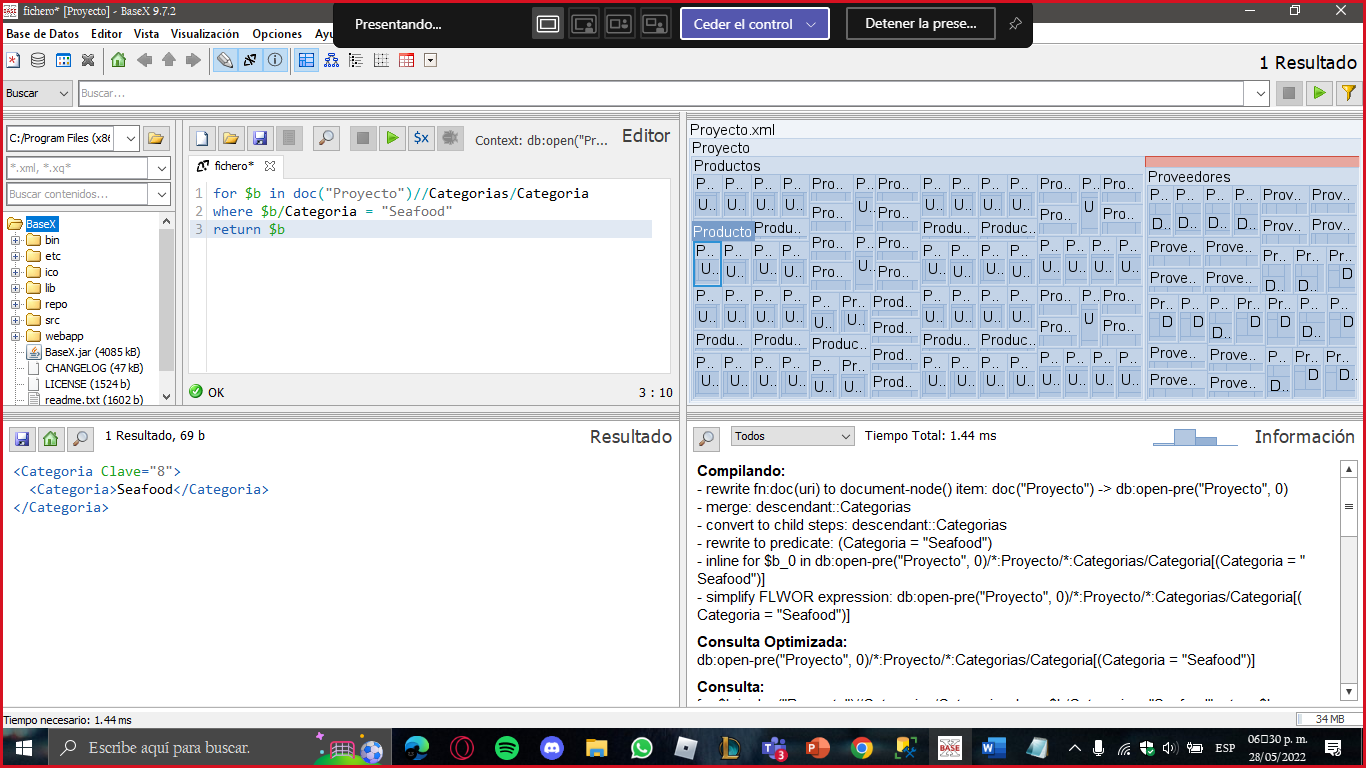 fichero* [Proyecto] - BaseX 9.7.2
Presentando...
Ceder el control
Detener la prese...
Base de Datos Editor Vista Visualización Opciones Ayu
1 Resultado
Buscar
Buscar...
C:/Program Files (x86
*.xml, *.xq*
Buscar contenidos...
BaseX
bin
etc
ico
lib
repo
src
webapp
BaseX.jar (4085 kB)
CHANGELOG (47 kB)
LICENSE (1524 b)
readme.txt (1602 b)
$x
Context: db:open("Pr...
Editor
fichero*
1 for $b in doc("Proyecto")//Categorias/Categoria
2 where $b/Categoria = "Seafood"
3 return $b
OK
3 : 10
Proyecto.xml
Proyecto
Productos
Producto
Proveedores
1 Resultado, 69 b
Resultado
<Categoria Clave="8">
<Categoria>Seafood</Categoria>
</Categoria>
Todos
Tiempo Total: 1.44 ms
Información
Compilando:
- rewrite fn:doc(uri) to document-node() item: doc("Proyecto") -> db:open-pre("Proyecto", 0)
- merge: descendant::Categorias
- convert to child steps: descendant::Categorias
- rewrite to predicate: (Categoria = "Seafood")
- inline for $b_0 in db:open-pre("Proyecto", 0)/*:Proyecto/*:Categorias/Categoria[(Categoria = "
Seafood")]
- simplify FLWOR expression: db:open-pre("Proyecto", 0)/*:Proyecto/*:Categorias/Categoria[(
Categoria = "Seafood")]
Consulta Optimizada:
db:open-pre("Proyecto", 0)/*:Proyecto/*:Categorias/Categoria[(Categoria = "Seafood")]
Consulta:
Tiempo necesario: 1.44 ms
34 MB
Escribe aquí para buscar.
3
BASE
ESP
06□30 p. m.
28/05/2022